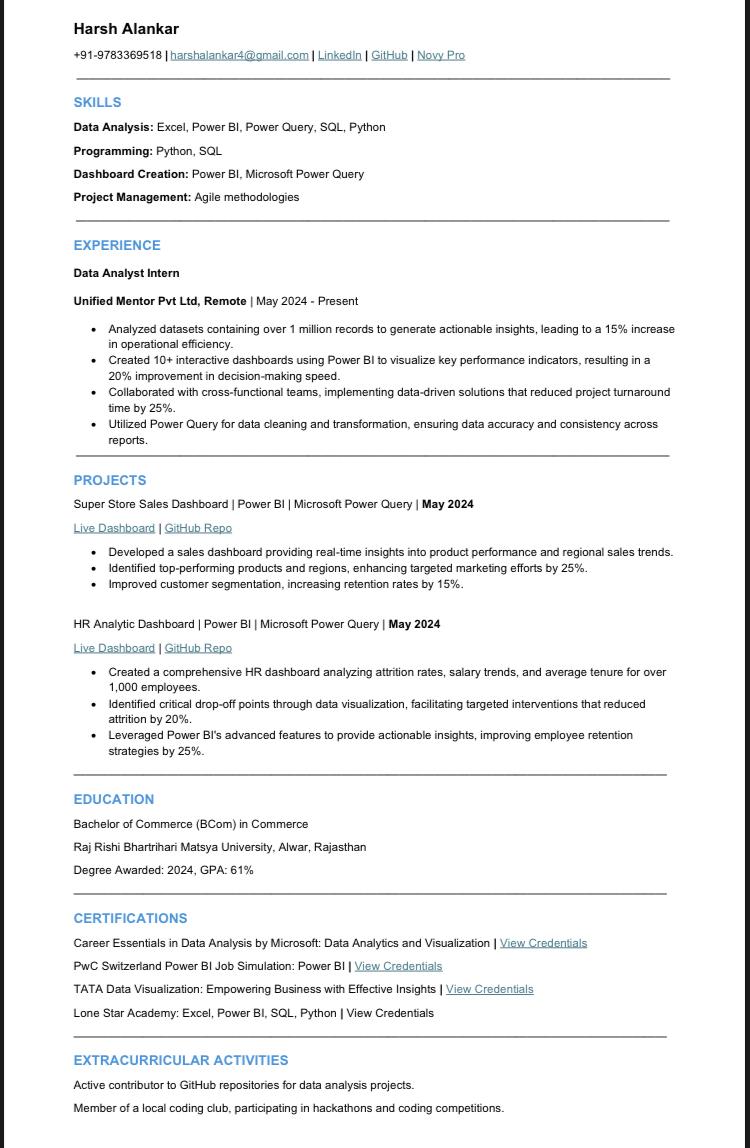 Harsh Alankar
+91-9783369518 | harshalankar4@gmail.com | LinkedIn | GitHub | Novy Pro
SKILLS
Data Analysis: Excel, Power BI, Power Query, SQL, Python
Programming: Python, SQL
Dashboard Creation: Power BI, Microsoft Power Query
Project Management: Agile methodologies
EXPERIENCE
Data Analyst Intern
Unified Mentor Pvt Ltd, Remote | May 2024 - Present
• Analyzed datasets containing over 1 million records to generate actionable insights, leading to a 15% increase
in operational efficiency.
• Created 10+ interactive dashboards using Power BI to visualize key performance indicators, resulting in a
20% improvement in decision-making speed.
• Collaborated with cross-functional teams, implementing data-driven solutions that reduced project turnaround
time by 25%.
• Utilized Power Query for data cleaning and transformation, ensuring data accuracy and consistency across
reports.
PROJECTS
Super Store Sales Dashboard | Power BI | Microsoft Power Query | May 2024
Live Dashboard | GitHub Repo
• Developed a sales dashboard providing real-time insights into product performance and regional sales trends.
• Identified top-performing products and regions, enhancing targeted marketing efforts by 25%.
• Improved customer segmentation, increasing retention rates by 15%.
HR Analytic Dashboard | Power BI | Microsoft Power Query | May 2024
Live Dashboard | GitHub Repo
• Created a comprehensive HR dashboard analyzing attrition rates, salary trends, and average tenure for over
1,000 employees.
• Identified critical drop-off points through data visualization, facilitating targeted interventions that reduced
attrition by 20%.
• Leveraged Power BI's advanced features to provide actionable insights, improving employee retention
strategies by 25%.
EDUCATION
Bachelor of Commerce (BCom) in Commerce
Raj Rishi Bhartrihari Matsya University, Alwar, Rajasthan
Degree Awarded: 2024, GPA: 61%
CERTIFICATIONS
Career Essentials in Data Analysis by Microsoft: Data Analytics and Visualization | View Credentials
PwC Switzerland Power BI Job Simulation: Power BI | View Credentials
TATA Data Visualization: Empowering Business with Effective Insights | View Credentials
Lone Star Academy: Excel, Power BI, SQL, Python | View Credentials
EXTRACURRICULAR ACTIVITIES
Active contributor to GitHub repositories for data analysis projects.
Member of a local coding club, participating in hackathons and coding competitions.